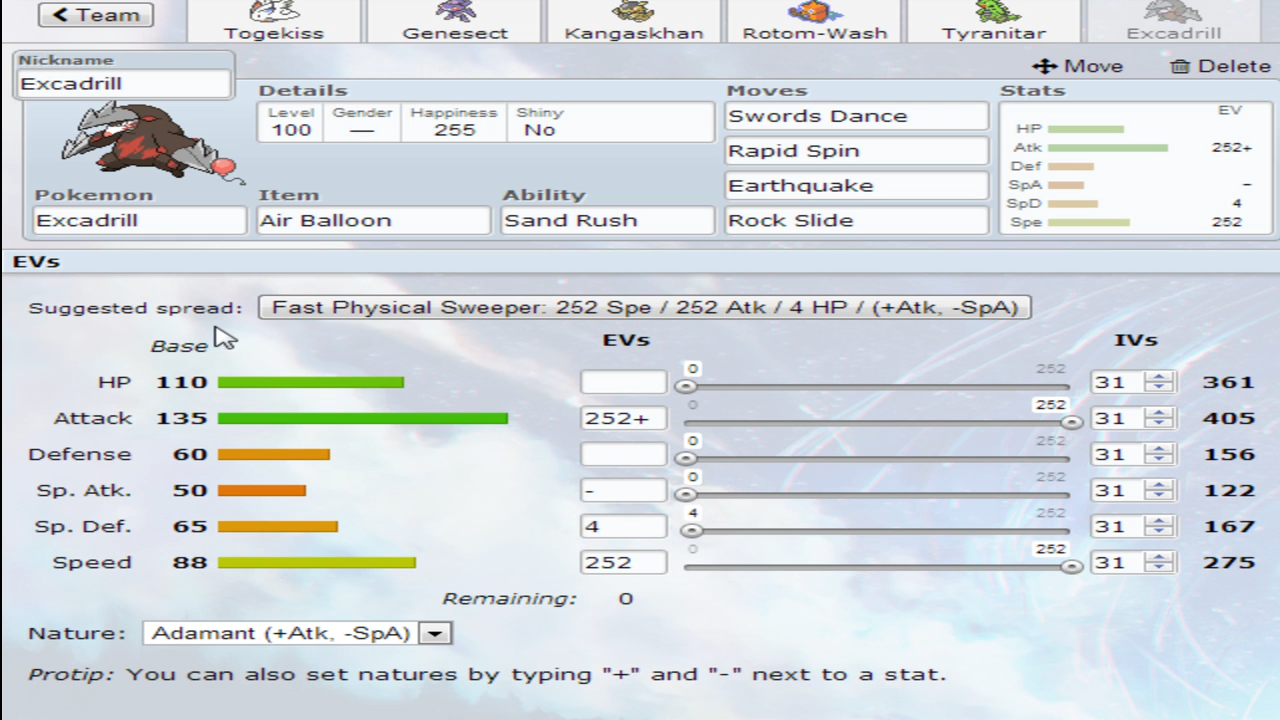 Team
Togekiss Genesect Kangaskhan Rotom-Wash Tyranitar Excadrill
Nickname
Excadrill
Move Delete
Details
Level Gender Happiness Shiny
100 — 255 No
Pokemon Item Ability
Excadrill Air Balloon Sand Rush
Moves
Swords Dance
Rapid Spin
Earthquake
Rock Slide
Stats
EV
HP
Atk 252+
Def
SpA -
SpD 4
Spe 252
EVs
Suggested spread: Fast Physical Sweeper: 252 Spe / 252 Atk / 4 HP / (+Atk, -SpA)
Base EVs IVs
HP 110 0 252 31 361
Attack 135 252+ 0 252 31 405
Defense 60 0 252 31 156
Sp. Atk. 50 - 0 252 31 122
Sp. Def. 65 4 4 252 31 167
Speed 88 252 0 252 31 275
Remaining: 0
Nature: Adamant (+Atk, -SpA)
Protip: You can also set natures by typing "+" and "-" next to a stat.